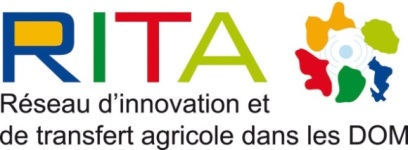 RITA
Réseau d'innovation et
de transfert agricole dans les DOM